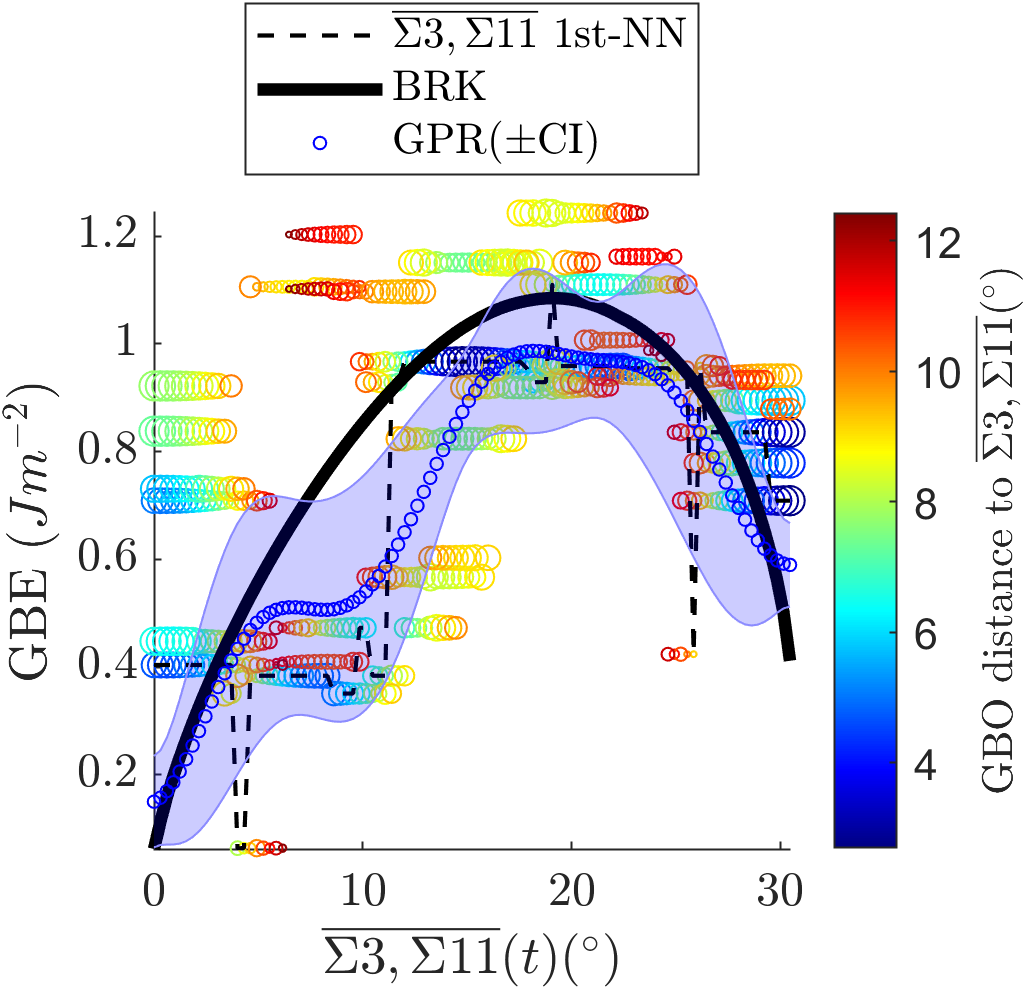 Σ3, Σ11 1st-NN
BRK
GPR(±CI)
GBE (Jm⁻²)
1.2
1
0.8
0.6
0.4
0.2
0
10
20
30
Σ3, Σ11(t)(°)
12
10
8
6
4
GBO distance to Σ3, Σ11(°)